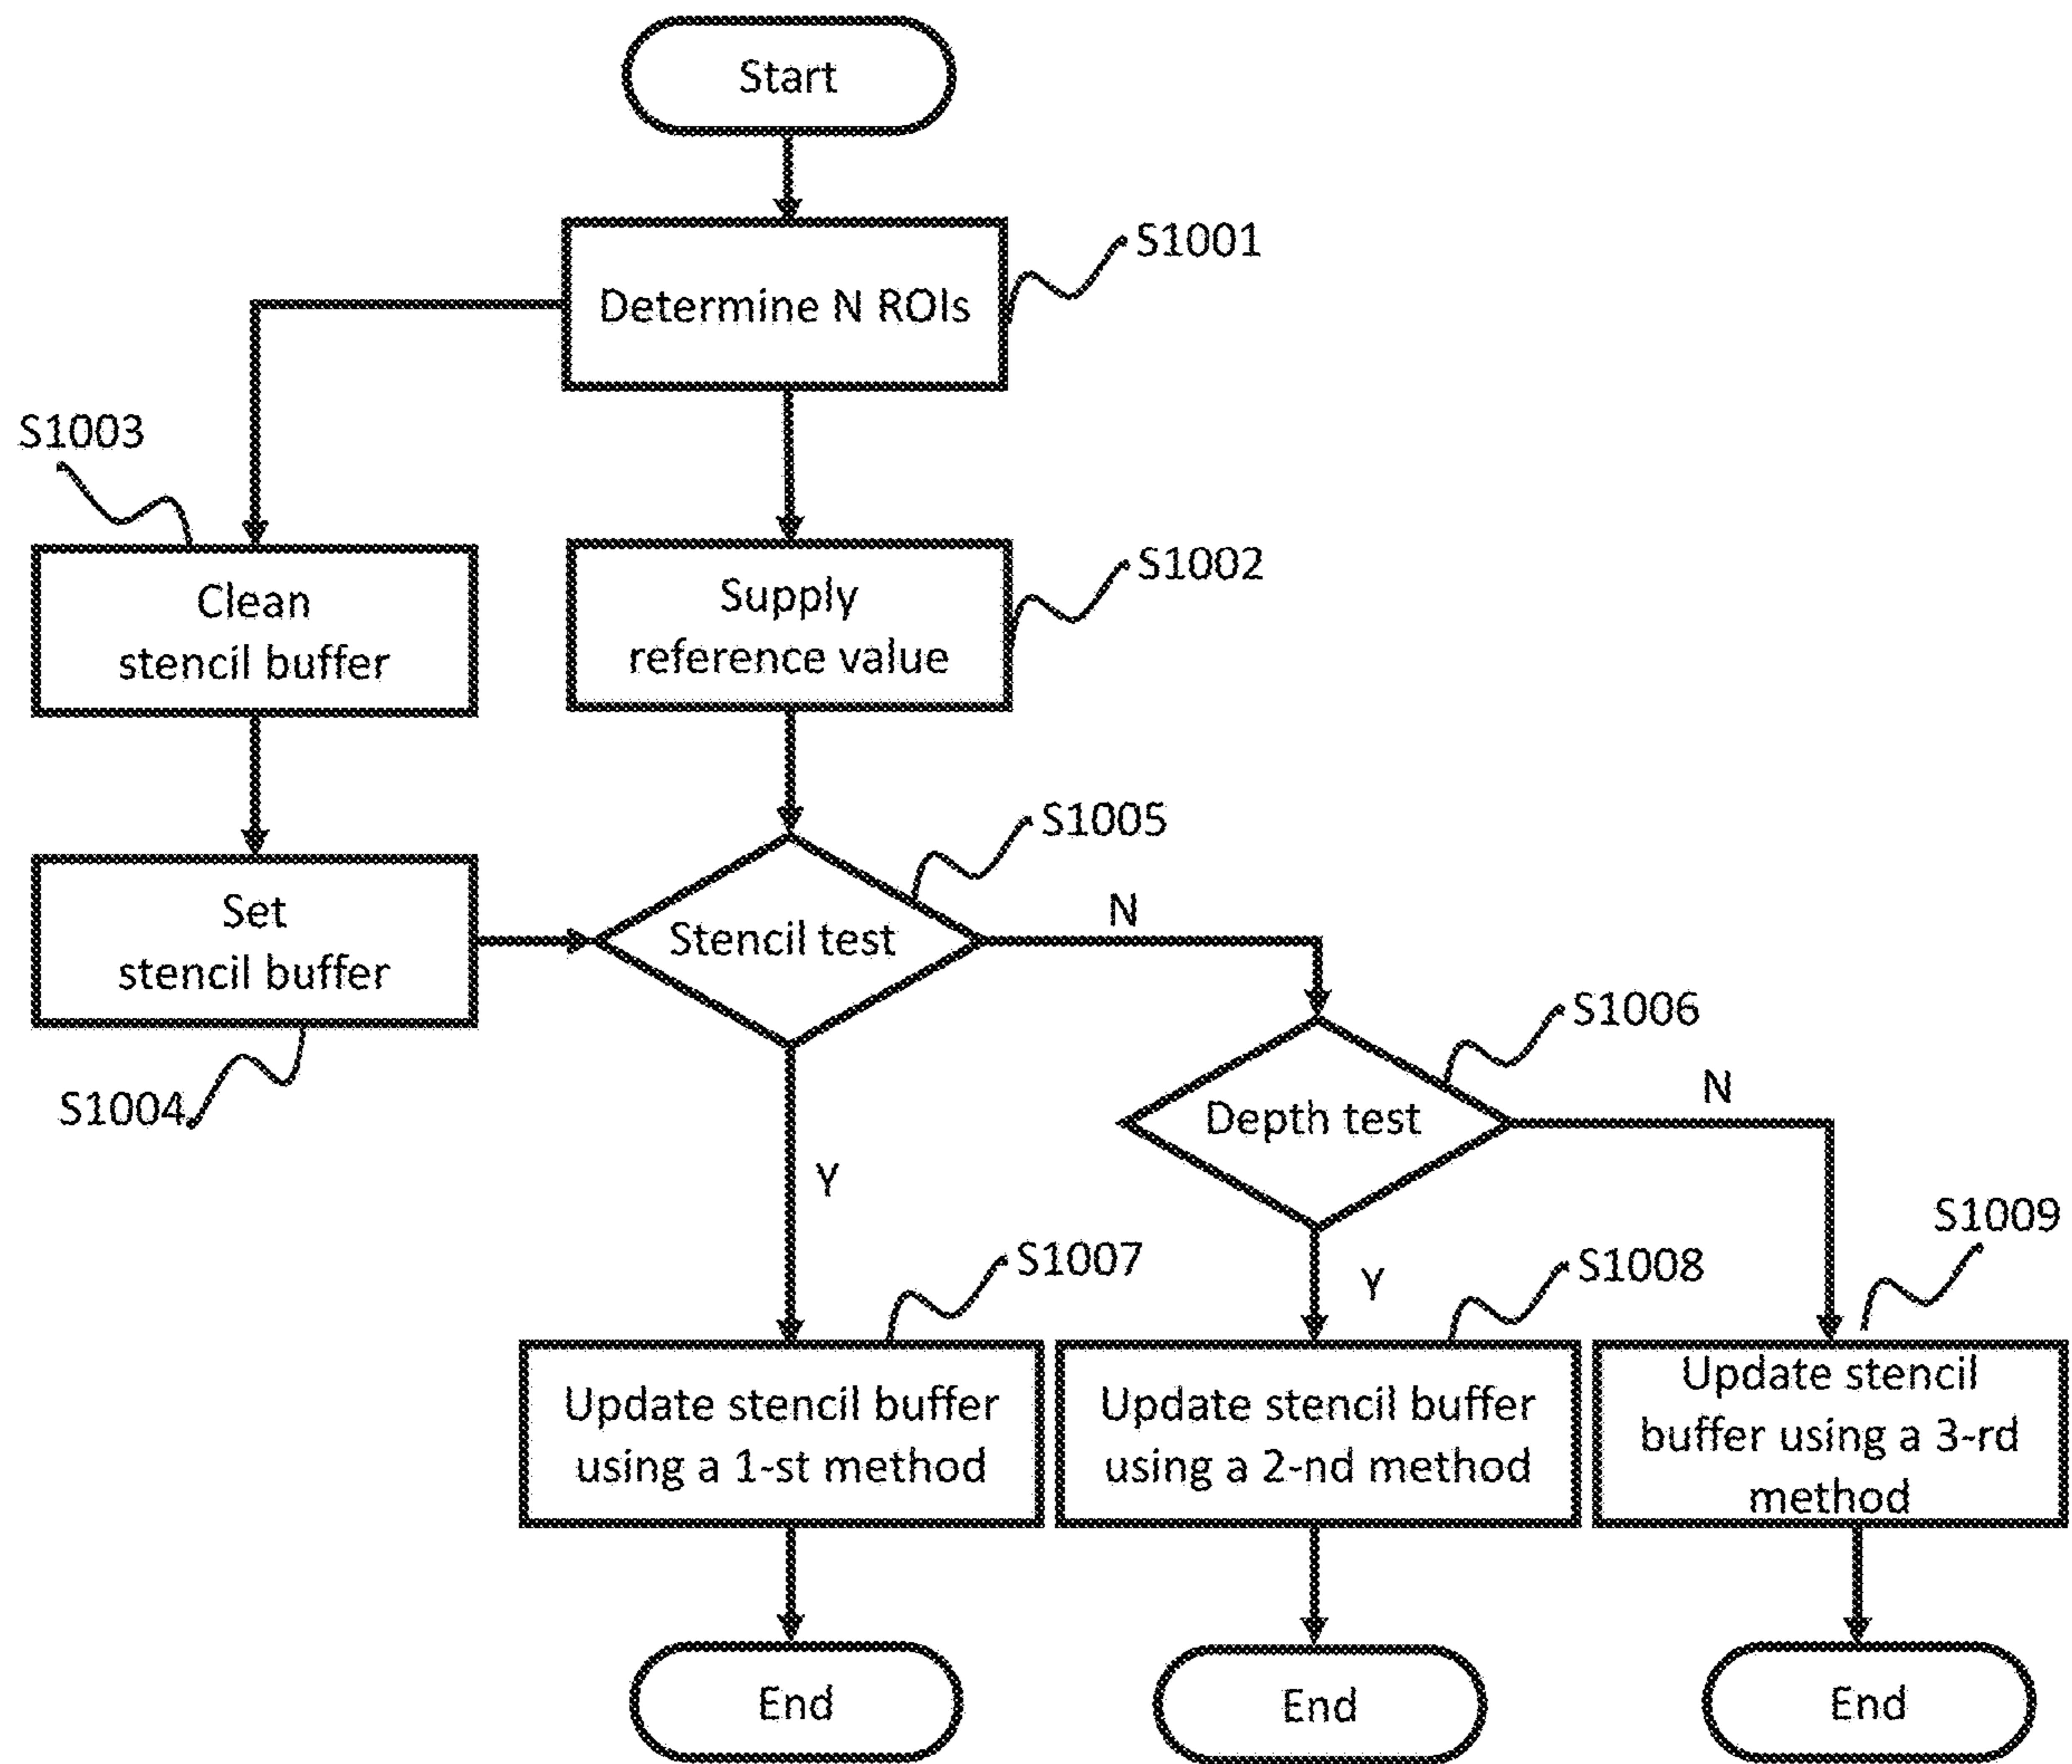 Start
S1001
Determine N ROIs
S1003
Clean
stencil buffer
S1002
Supply
reference value
S1005
Set
stencil buffer
Stencil test
N
S1004
S1006
Depth test
N
Y
Y
S1007
S1008
S1009
Update stencil buffer
using a 1-st method
Update stencil buffer
using a 2-nd method
Update stencil
buffer using a 3-rd
method
End
End
End